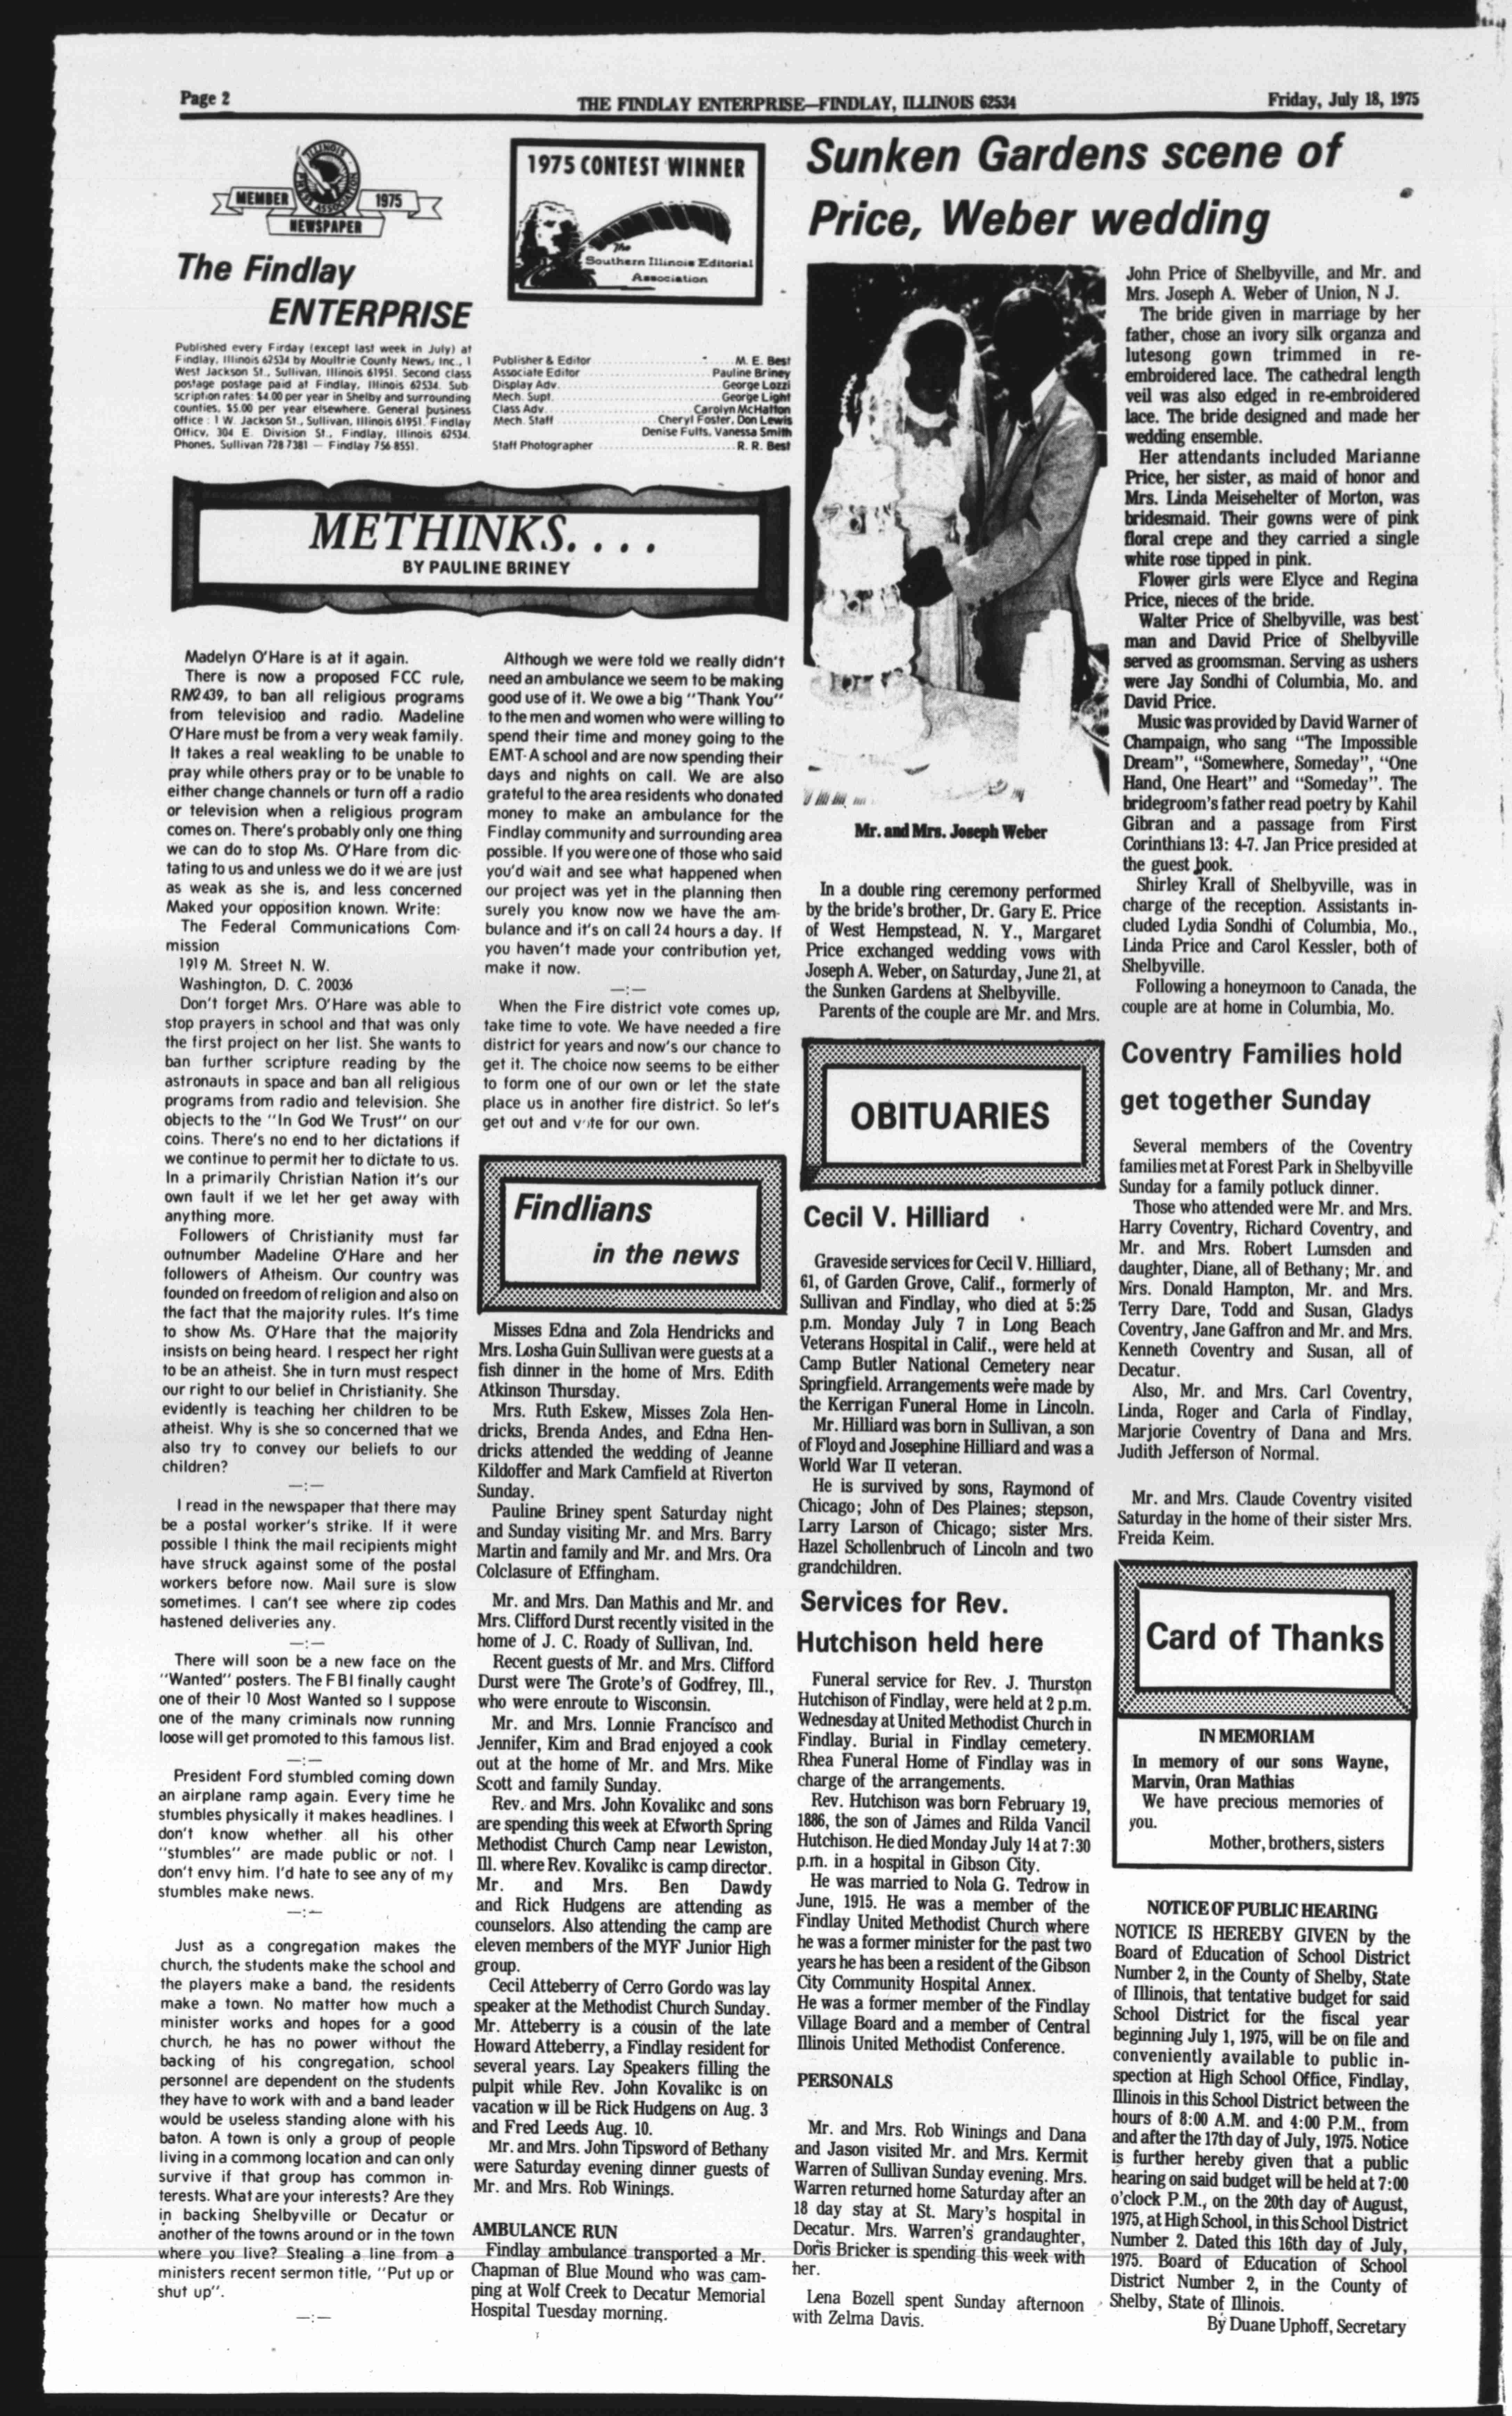 Page 2
THE FINDLAY ENTERPRISE—FINDLAY, ILLINOIS 62534
Friday, July 18, 1975
ILLINOIS
PRESS ASSOCIATION
MEMBER
1975
NEWSPAPER
The Findlay
ENTERPRISE
1975 CONTEST WINNER
The
Southern Illinois Editorial
Association
Published every Firday (except last week in July) at
Findlay, Illinois 62534 by Moultrie County News, Inc., 1
West Jackson St., Sullivan, Illinois 61951. Second class
postage postage paid at Findlay, Illinois 62534. Sub
scription rates: $4.00 per year in Shelby and surrounding
counties, $5.00 per year elsewhere. General business
office : 1 W. Jackson St., Sullivan, Illinois 61951. Findlay
Officv, 304 E. Division St., Findlay, Illinois 62534.
Phones, Sullivan 728 7381 — Findlay 756 8551.
Publisher & Editor M. E. Best
Associate Editor Pauline Briney
Display Adv. George Lozzi
Mech. Supt. George Light
Class Adv. Carolyn McHatton
Mech. Staff Cheryl Foster, Don Lewis
Denise Fults, Vanessa Smith
Staff Photographer R. R. Best
METHINKS. . . .
BY PAULINE BRINEY
Madelyn O'Hare is at it again.
There is now a proposed FCC rule,
RM2439, to ban all religious programs
from television and radio. Madeline
O'Hare must be from a very weak family.
It takes a real weakling to be unable to
pray while others pray or to be unable to
either change channels or turn off a radio
or television when a religious program
comes on. There's probably only one thing
we can do to stop Ms. O'Hare from dic-
tating to us and unless we do it we are just
as weak as she is, and less concerned
Maked your opposition known. Write:
The Federal Communications Com-
mission
1919 M. Street N. W.
Washington, D. C. 20036
Don't forget Mrs. O'Hare was able to
stop prayers in school and that was only
the first project on her list. She wants to
ban further scripture reading by the
astronauts in space and ban all religious
programs from radio and television. She
objects to the "In God We Trust" on our
coins. There's no end to her dictations if
we continue to permit her to dictate to us.
In a primarily Christian Nation it's our
own fault if we let her get away with
anything more.
Followers of Christianity must far
outnumber Madeline O'Hare and her
followers of Atheism. Our country was
founded on freedom of religion and also on
the fact that the majority rules. It's time
to show Ms. O'Hare that the majority
insists on being heard. I respect her right
to be an atheist. She in turn must respect
our right to our belief in Christianity. She
evidently is teaching her children to be
atheist. Why is she so concerned that we
also try to convey our beliefs to our
children?
—:—
I read in the newspaper that there may
be a postal worker's strike. If it were
possible I think the mail recipients might
have struck against some of the postal
workers before now. Mail sure is slow
sometimes. I can't see where zip codes
hastened deliveries any.
—:—
There will soon be a new face on the
"Wanted" posters. The FBI finally caught
one of their 10 Most Wanted so I suppose
one of the many criminals now running
loose will get promoted to this famous list.
—:—
President Ford stumbled coming down
an airplane ramp again. Every time he
stumbles physically it makes headlines. I
don't know whether all his other
"stumbles" are made public or not. I
don't envy him. I'd hate to see any of my
stumbles make news.
—:—
Just as a congregation makes the
church, the students make the school and
the players make a band, the residents
make a town. No matter how much a
minister works and hopes for a good
church, he has no power without the
backing of his congregation, school
personnel are dependent on the students
they have to work with and a band leader
would be useless standing alone with his
baton. A town is only a group of people
living in a commong location and can only
survive if that group has common in-
terests. What are your interests? Are they
in backing Shelbyville or Decatur or
another of the towns around or in the town
where you live? Stealing a line from a
ministers recent sermon title, "Put up or
shut up".
—:—
Although we were told we really didn't
need an ambulance we seem to be making
good use of it. We owe a big "Thank You"
to the men and women who were willing to
spend their time and money going to the
EMT-A school and are now spending their
days and nights on call. We are also
grateful to the area residents who donated
money to make an ambulance for the
Findlay community and surrounding area
possible. If you were one of those who said
you'd wait and see what happened when
our project was yet in the planning then
surely you know now we have the am-
bulance and it's on call 24 hours a day. If
you haven't made your contribution yet,
make it now.
—:—
When the Fire district vote comes up,
take time to vote. We have needed a fire
district for years and now's our chance to
get it. The choice now seems to be either
to form one of our own or let the state
place us in another fire district. So let's
get out and vote for our own.
Findlians
in the news
Misses Edna and Zola Hendricks and
Mrs. Losha Guin Sullivan were guests at a
fish dinner in the home of Mrs. Edith
Atkinson Thursday.
Mrs. Ruth Eskew, Misses Zola Hen-
dricks, Brenda Andes, and Edna Hen-
dricks attended the wedding of Jeanne
Kildoffer and Mark Camfield at Riverton
Sunday.
Pauline Briney spent Saturday night
and Sunday visiting Mr. and Mrs. Barry
Martin and family and Mr. and Mrs. Ora
Colclasure of Effingham.
Mr. and Mrs. Dan Mathis and Mr. and
Mrs. Clifford Durst recently visited in the
home of J. C. Roady of Sullivan, Ind.
Recent guests of Mr. and Mrs. Clifford
Durst were The Grote's of Godfrey, Ill.,
who were enroute to Wisconsin.
Mr. and Mrs. Lonnie Francisco and
Jennifer, Kim and Brad enjoyed a cook
out at the home of Mr. and Mrs. Mike
Scott and family Sunday.
Rev. and Mrs. John Kovalikc and sons
are spending this week at Efworth Spring
Methodist Church Camp near Lewiston,
Ill. where Rev. Kovalikc is camp director.
Mr. and Mrs. Ben Dawdy
and Rick Hudgens are attending as
counselors. Also attending the camp are
eleven members of the MYF Junior High
group.
Cecil Atteberry of Cerro Gordo was lay
speaker at the Methodist Church Sunday.
Mr. Atteberry is a cousin of the late
Howard Atteberry, a Findlay resident for
several years. Lay Speakers filling the
pulpit while Rev. John Kovalikc is on
vacation w ill be Rick Hudgens on Aug. 3
and Fred Leeds Aug. 10.
Mr. and Mrs. John Tipsword of Bethany
were Saturday evening dinner guests of
Mr. and Mrs. Rob Winings.
AMBULANCE RUN
Findlay ambulance transported a Mr.
Chapman of Blue Mound who was cam-
ping at Wolf Creek to Decatur Memorial
Hospital Tuesday morning.
Sunken Gardens scene of
Price, Weber wedding
Mr. and Mrs. Joseph Weber
In a double ring ceremony performed
by the bride's brother, Dr. Gary E. Price
of West Hempstead, N. Y., Margaret
Price exchanged wedding vows with
Joseph A. Weber, on Saturday, June 21, at
the Sunken Gardens at Shelbyville.
Parents of the couple are Mr. and Mrs.
John Price of Shelbyville, and Mr. and
Mrs. Joseph A. Weber of Union, N J.
The bride given in marriage by her
father, chose an ivory silk organza and
lutesong gown trimmed in re-
embroidered lace. The cathedral length
veil was also edged in re-embroidered
lace. The bride designed and made her
wedding ensemble.
Her attendants included Marianne
Price, her sister, as maid of honor and
Mrs. Linda Meisehelter of Morton, was
bridesmaid. Their gowns were of pink
floral crepe and they carried a single
white rose tipped in pink.
Flower girls were Elyce and Regina
Price, nieces of the bride.
Walter Price of Shelbyville, was best
man and David Price of Shelbyville
served as groomsman. Serving as ushers
were Jay Sondhi of Columbia, Mo. and
David Price.
Music was provided by David Warner of
Champaign, who sang "The Impossible
Dream", "Somewhere, Someday", "One
Hand, One Heart" and "Someday". The
bridegroom's father read poetry by Kahil
Gibran and a passage from First
Corinthians 13: 4-7. Jan Price presided at
the guest book.
Shirley Krall of Shelbyville, was in
charge of the reception. Assistants in-
cluded Lydia Sondhi of Columbia, Mo.,
Linda Price and Carol Kessler, both of
Shelbyville.
Following a honeymoon to Canada, the
couple are at home in Columbia, Mo.
OBITUARIES
Cecil V. Hilliard
Graveside services for Cecil V. Hilliard,
61, of Garden Grove, Calif., formerly of
Sullivan and Findlay, who died at 5:25
p.m. Monday July 7 in Long Beach
Veterans Hospital in Calif., were held at
Camp Butler National Cemetery near
Springfield. Arrangements were made by
the Kerrigan Funeral Home in Lincoln.
Mr. Hilliard was born in Sullivan, a son
of Floyd and Josephine Hilliard and was a
World War II veteran.
He is survived by sons, Raymond of
Chicago; John of Des Plaines; stepson,
Larry Larson of Chicago; sister Mrs.
Hazel Schollenbruch of Lincoln and two
grandchildren.
Services for Rev.
Hutchison held here
Funeral service for Rev. J. Thurston
Hutchison of Findlay, were held at 2 p.m.
Wednesday at United Methodist Church in
Findlay. Burial in Findlay cemetery.
Rhea Funeral Home of Findlay was in
charge of the arrangements.
Rev. Hutchison was born February 19,
1886, the son of James and Rilda Vancil
Hutchison. He died Monday July 14 at 7:30
p.m. in a hospital in Gibson City.
He was married to Nola G. Tedrow in
June, 1915. He was a member of the
Findlay United Methodist Church where
he was a former minister for the past two
years he has been a resident of the Gibson
City Community Hospital Annex.
He was a former member of the Findlay
Village Board and a member of Central
Illinois United Methodist Conference.
PERSONALS
Mr. and Mrs. Rob Winings and Dana
and Jason visited Mr. and Mrs. Kermit
Warren of Sullivan Sunday evening. Mrs.
Warren returned home Saturday after an
18 day stay at St. Mary's hospital in
Decatur. Mrs. Warren's grandaughter,
Doris Bricker is spending this week with
her.
Lena Bozell spent Sunday afternoon
with Zelma Davis.
Coventry Families hold
get together Sunday
Several members of the Coventry
families met at Forest Park in Shelbyville
Sunday for a family potluck dinner.
Those who attended were Mr. and Mrs.
Harry Coventry, Richard Coventry, and
Mr. and Mrs. Robert Lumsden and
daughter, Diane, all of Bethany; Mr. and
Mrs. Donald Hampton, Mr. and Mrs.
Terry Dare, Todd and Susan, Gladys
Coventry, Jane Gaffron and Mr. and Mrs.
Kenneth Coventry and Susan, all of
Decatur.
Also, Mr. and Mrs. Carl Coventry,
Linda, Roger and Carla of Findlay,
Marjorie Coventry of Dana and Mrs.
Judith Jefferson of Normal.
Mr. and Mrs. Claude Coventry visited
Saturday in the home of their sister Mrs.
Freida Keim.
Card of Thanks
IN MEMORIAM
In memory of our sons Wayne,
Marvin, Oran Mathias
We have precious memories of
you.
Mother, brothers, sisters
NOTICE OF PUBLIC HEARING
NOTICE IS HEREBY GIVEN by the
Board of Education of School District
Number 2, in the County of Shelby, State
of Illinois, that tentative budget for said
School District for the fiscal year
beginning July 1, 1975, will be on file and
conveniently available to public in-
spection at High School Office, Findlay,
Illinois in this School District between the
hours of 8:00 A.M. and 4:00 P.M., from
and after the 17th day of July, 1975. Notice
is further hereby given that a public
hearing on said budget will be held at 7:00
o'clock P.M., on the 20th day of August,
1975, at High School, in this School District
Number 2. Dated this 16th day of July,
1975. Board of Education of School
District Number 2, in the County of
Shelby, State of Illinois.
By Duane Uphoff, Secretary